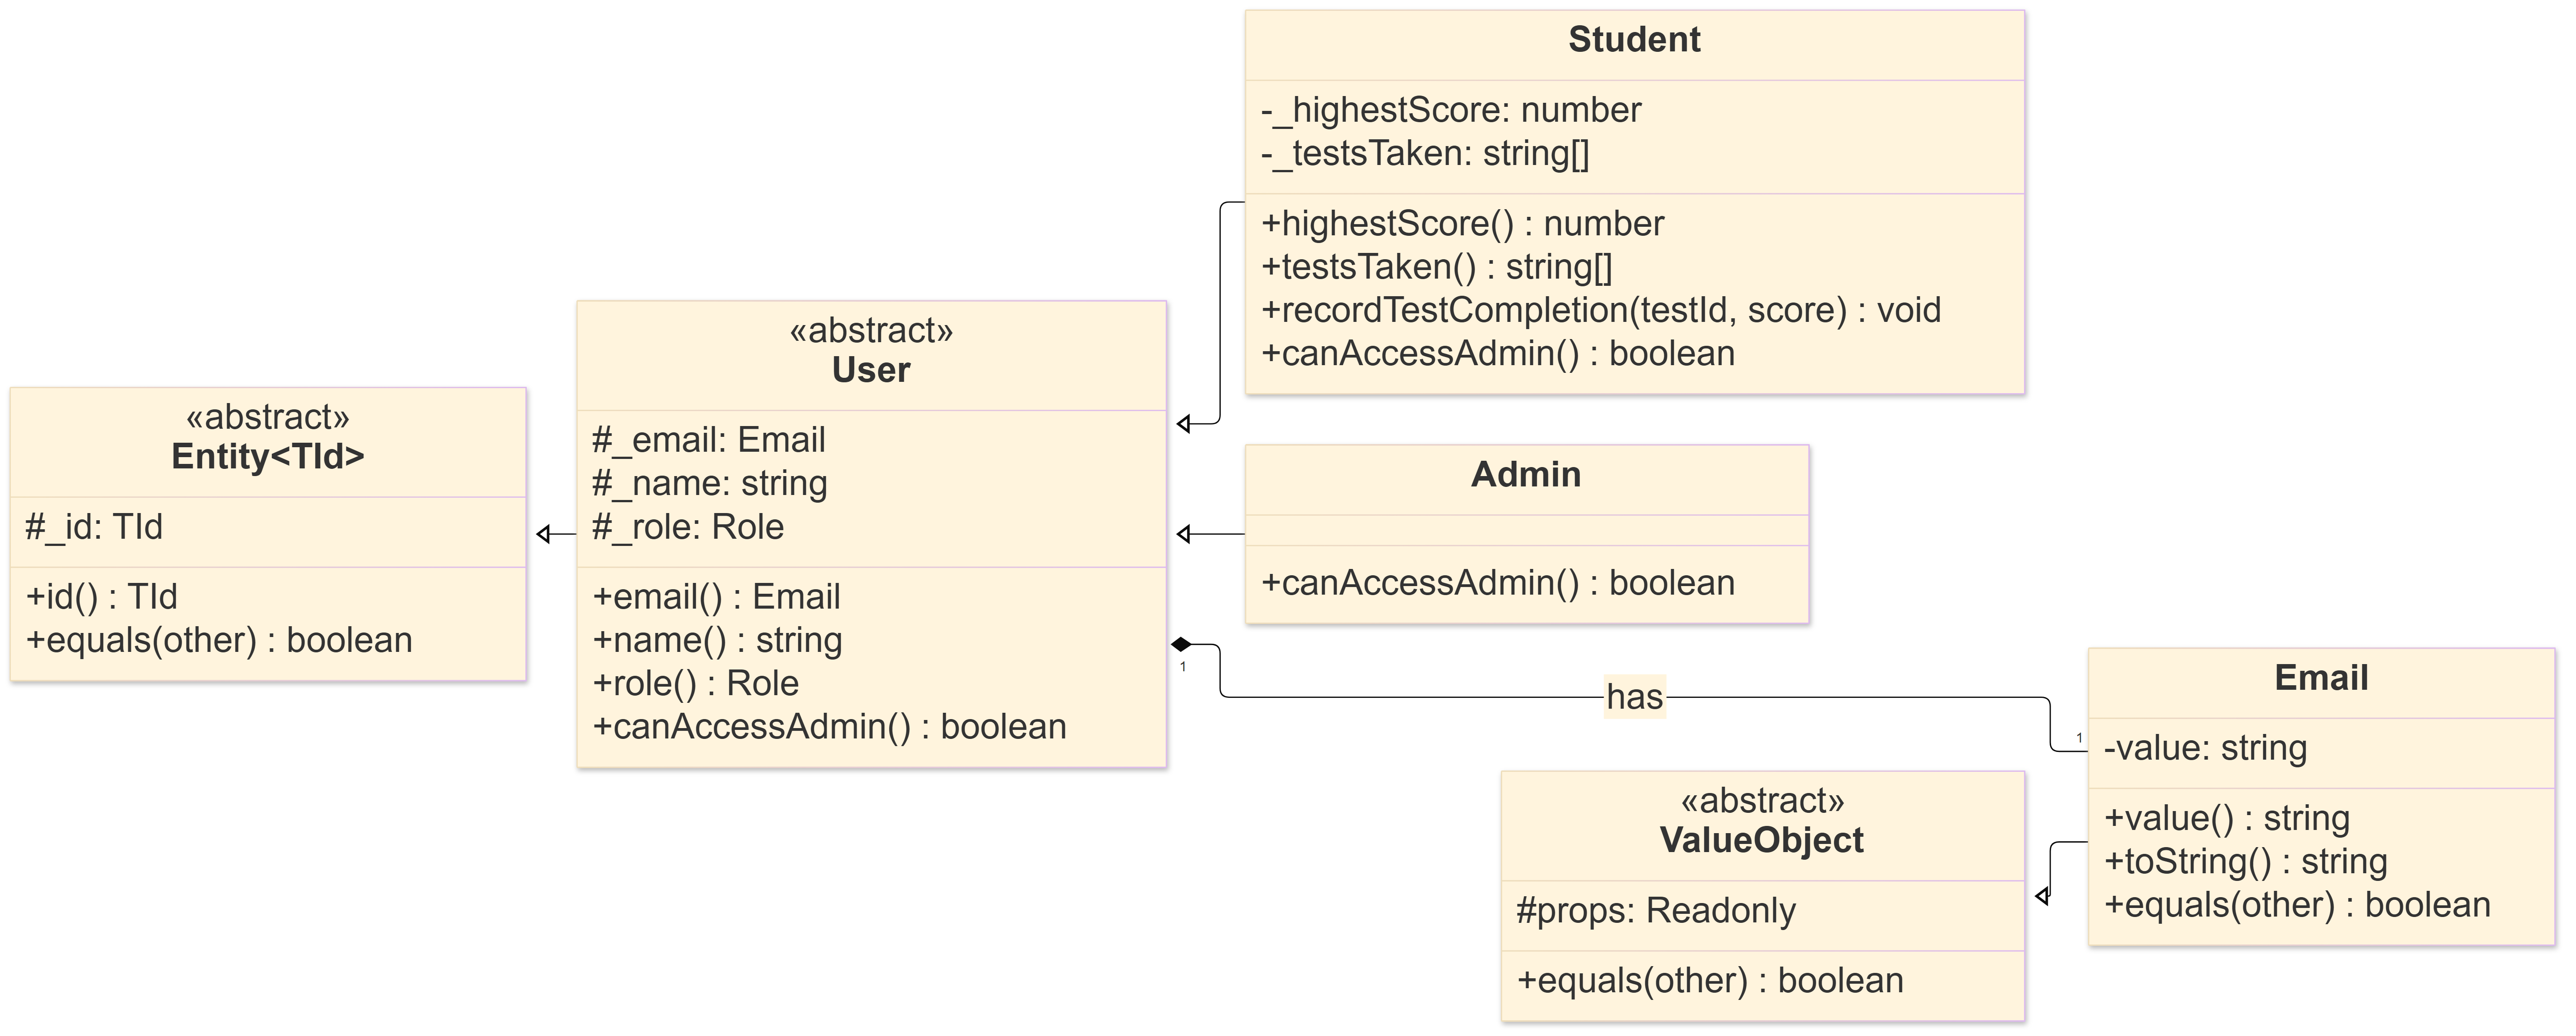 «abstract»
Entity<TId>
#_id: TId
+id() : TId
+equals(other) : boolean
«abstract»
User
#_email: Email
#_name: string
#_role: Role
+email() : Email
+name() : string
+role() : Role
+canAccessAdmin() : boolean
Student
-_highestScore: number
-_testsTaken: string[]
+highestScore() : number
+testsTaken() : string[]
+recordTestCompletion(testId, score) : void
+canAccessAdmin() : boolean
Admin
+canAccessAdmin() : boolean
1
has
1
«abstract»
ValueObject
#props: Readonly
+equals(other) : boolean
Email
-value: string
+value() : string
+toString() : string
+equals(other) : boolean